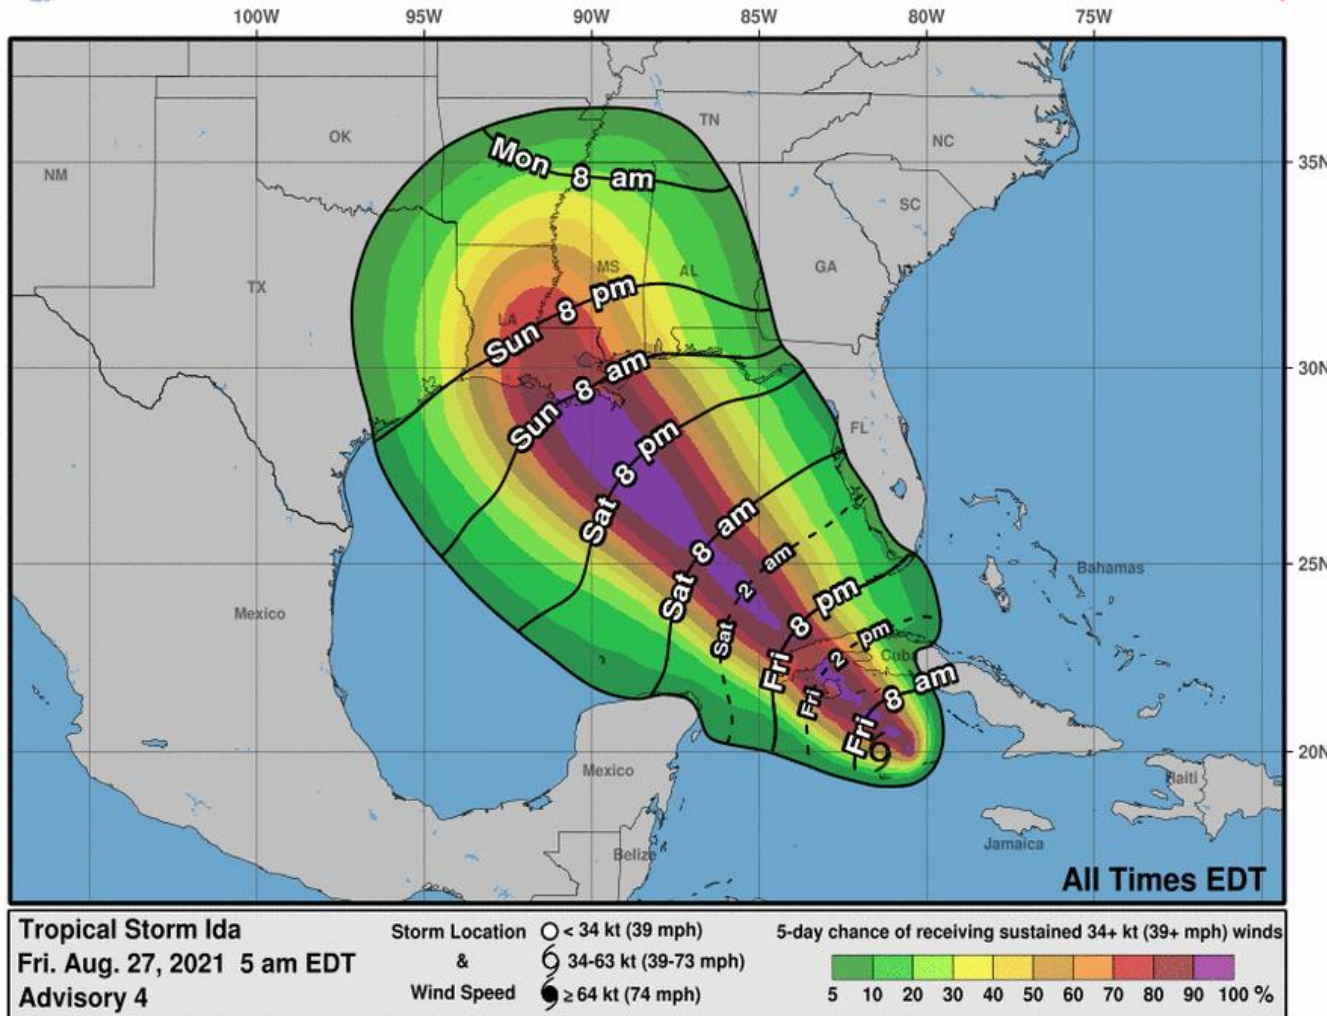 100W 95W 90W 85W 80W 75W
TN
OK
NC
Mon 8 am
35N
NM
SC
MS
AL
GA
TX
Sun 8 pm
LA
Sun 8 am
30N
FL
Sat 8 pm
Sat 8 am
Sat 2 am
25N
Bahamas
Fri 8 pm
Mexico
Fri 2 pm
Cuba
Fri 8 am
20N
Mexico
Haiti
Jamaica
Belize
All Times EDT
Tropical Storm Ida
Fri. Aug. 27, 2021 5 am EDT
Advisory 4
Storm Location
&
Wind Speed
< 34 kt (39 mph)
34-63 kt (39-73 mph)
≥ 64 kt (74 mph)
5-day chance of receiving sustained 34+ kt (39+ mph) winds
5 10 20 30 40 50 60 70 80 90 100 %